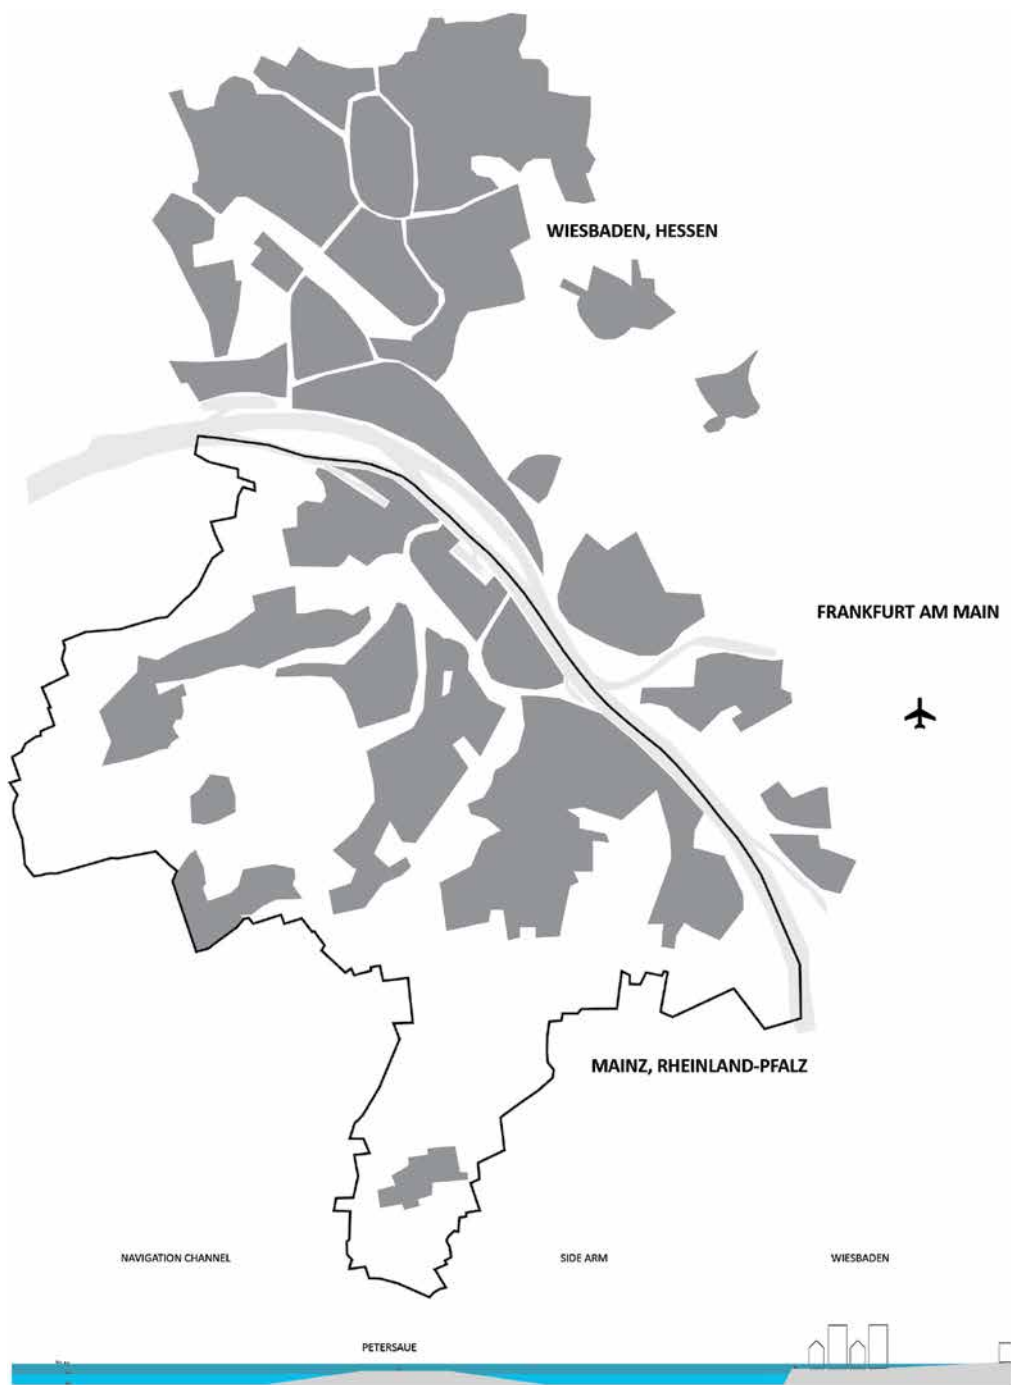 WIESBADEN, HESSEN
FRANKFURT AM MAIN
MAINZ, RHEINLAND-PFALZ
NAVIGATION CHANNEL
SIDE ARM
WIESBADEN
PETERSAUE